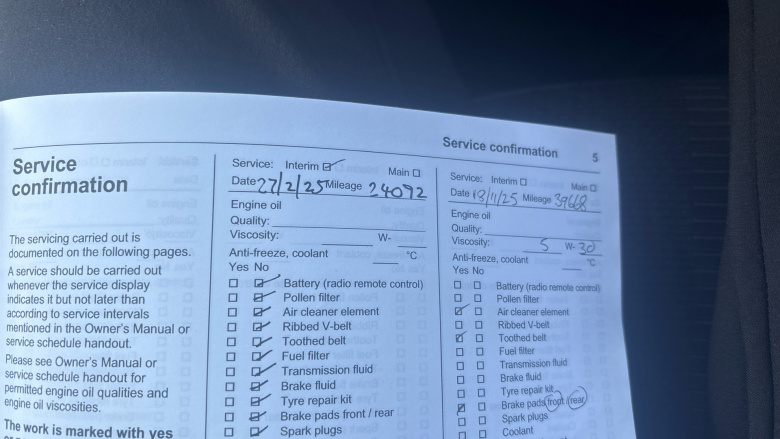 Service confirmation 5
Service
confirmation
The servicing carried out is
documented on the following pages.
A service should be carried out
whenever the service display
indicates it but not later than
according to service intervals
mentioned in the Owner's Manual or
service schedule handout.
Please see Owner's Manual or
service schedule handout for
permitted engine oil qualities and
engine oil viscosities.
The work is marked with yes
Service: Interim ☑ Main ☐
Date 27/2/25 Mileage 24092
Engine oil
Quality:
Viscosity: W-
Anti-freeze, coolant °C
Yes No
☐ ☑ Battery (radio remote control)
☐ ☑ Pollen filter
☐ ☑ Air cleaner element
☐ ☑ Ribbed V-belt
☐ ☑ Toothed belt
☐ ☑ Fuel filter
☐ ☑ Transmission fluid
☐ ☑ Brake fluid
☐ ☑ Tyre repair kit
☐ ☑ Brake pads front / rear
☐ ☑ Spark plugs
Service: Interim ☐ Main ☐
Date 18/11/25 Mileage 39668
Engine oil
Quality:
Viscosity: 5 W- 30
Anti-freeze, coolant °C
Yes No
☐ ☐ Battery (radio remote control)
☐ ☐ Pollen filter
☑ ☐ Air cleaner element
☐ ☐ Ribbed V-belt
☑ ☐ Toothed belt
☐ ☐ Fuel filter
☐ ☐ Transmission fluid
☐ ☐ Brake fluid
☐ ☐ Tyre repair kit
☑ ☐ Brake pads front / rear
☐ ☐ Spark plugs
☐ ☐ Coolant